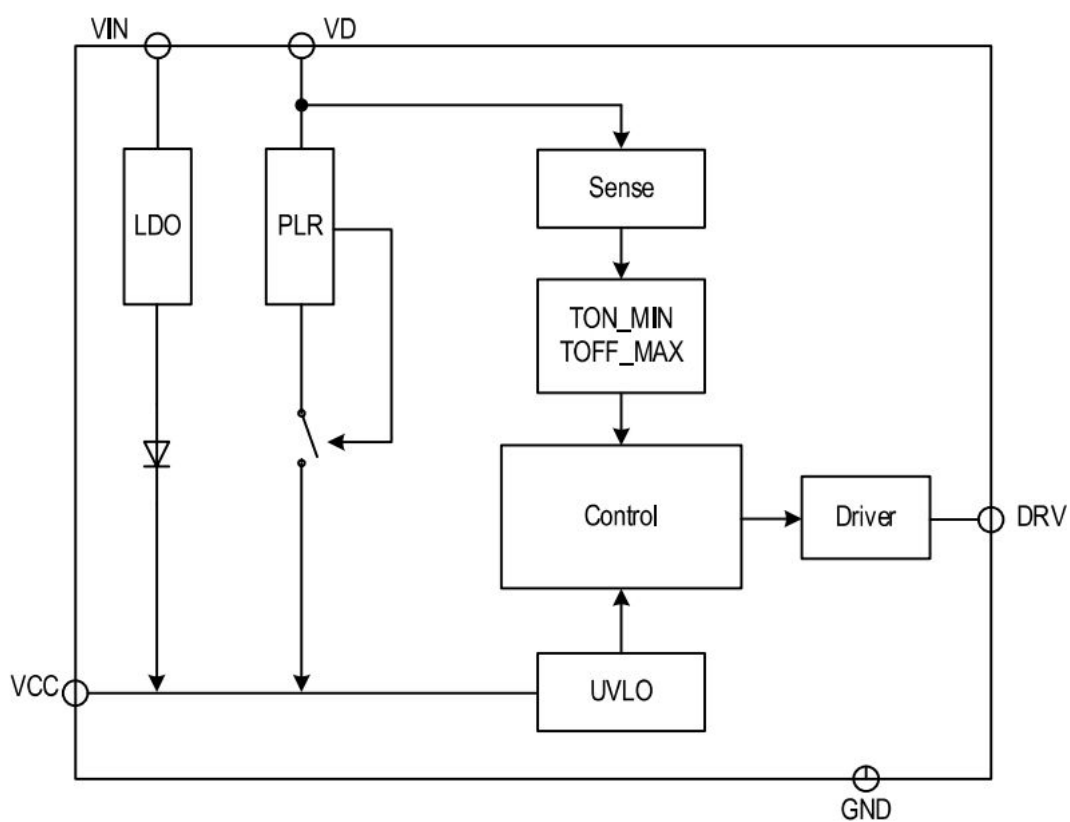 VIN
VD
Sense
LDO
PLR
TON_MIN
TOFF_MAX
Control
Driver
DRV
VCC
UVLO
GND